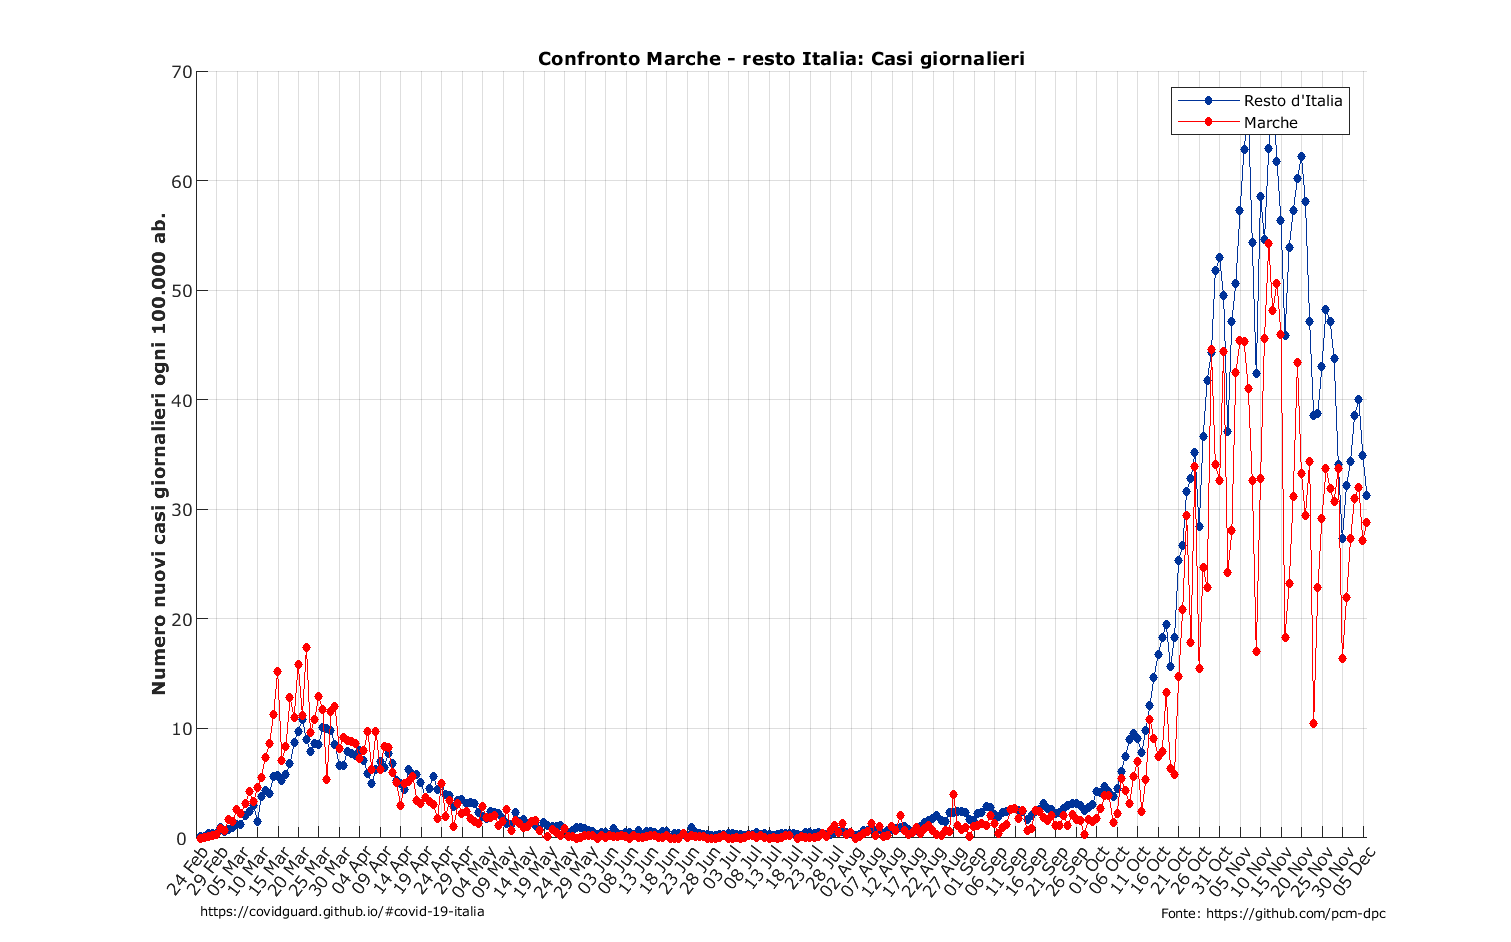 Confronto Marche - resto Italia: Casi giornalieri
Numero nuovi casi giornalieri ogni 100.000 ab.
70
60
50
40
30
20
10
0
Resto d'Italia
Marche
24 Feb
29 Feb
05 Mar
10 Mar
15 Mar
20 Mar
25 Mar
30 Mar
04 Apr
09 Apr
14 Apr
19 Apr
24 Apr
29 Apr
04 May
09 May
14 May
19 May
24 May
29 May
03 Jun
08 Jun
13 Jun
18 Jun
23 Jun
28 Jun
03 Jul
08 Jul
13 Jul
18 Jul
23 Jul
28 Jul
02 Aug
07 Aug
12 Aug
17 Aug
22 Aug
27 Aug
01 Sep
06 Sep
11 Sep
16 Sep
21 Sep
26 Sep
01 Oct
06 Oct
11 Oct
16 Oct
21 Oct
26 Oct
31 Oct
05 Nov
10 Nov
15 Nov
20 Nov
25 Nov
30 Nov
05 Dec
https://covidguard.github.io/#covid-19-italia
Fonte: https://github.com/pcm-dpc